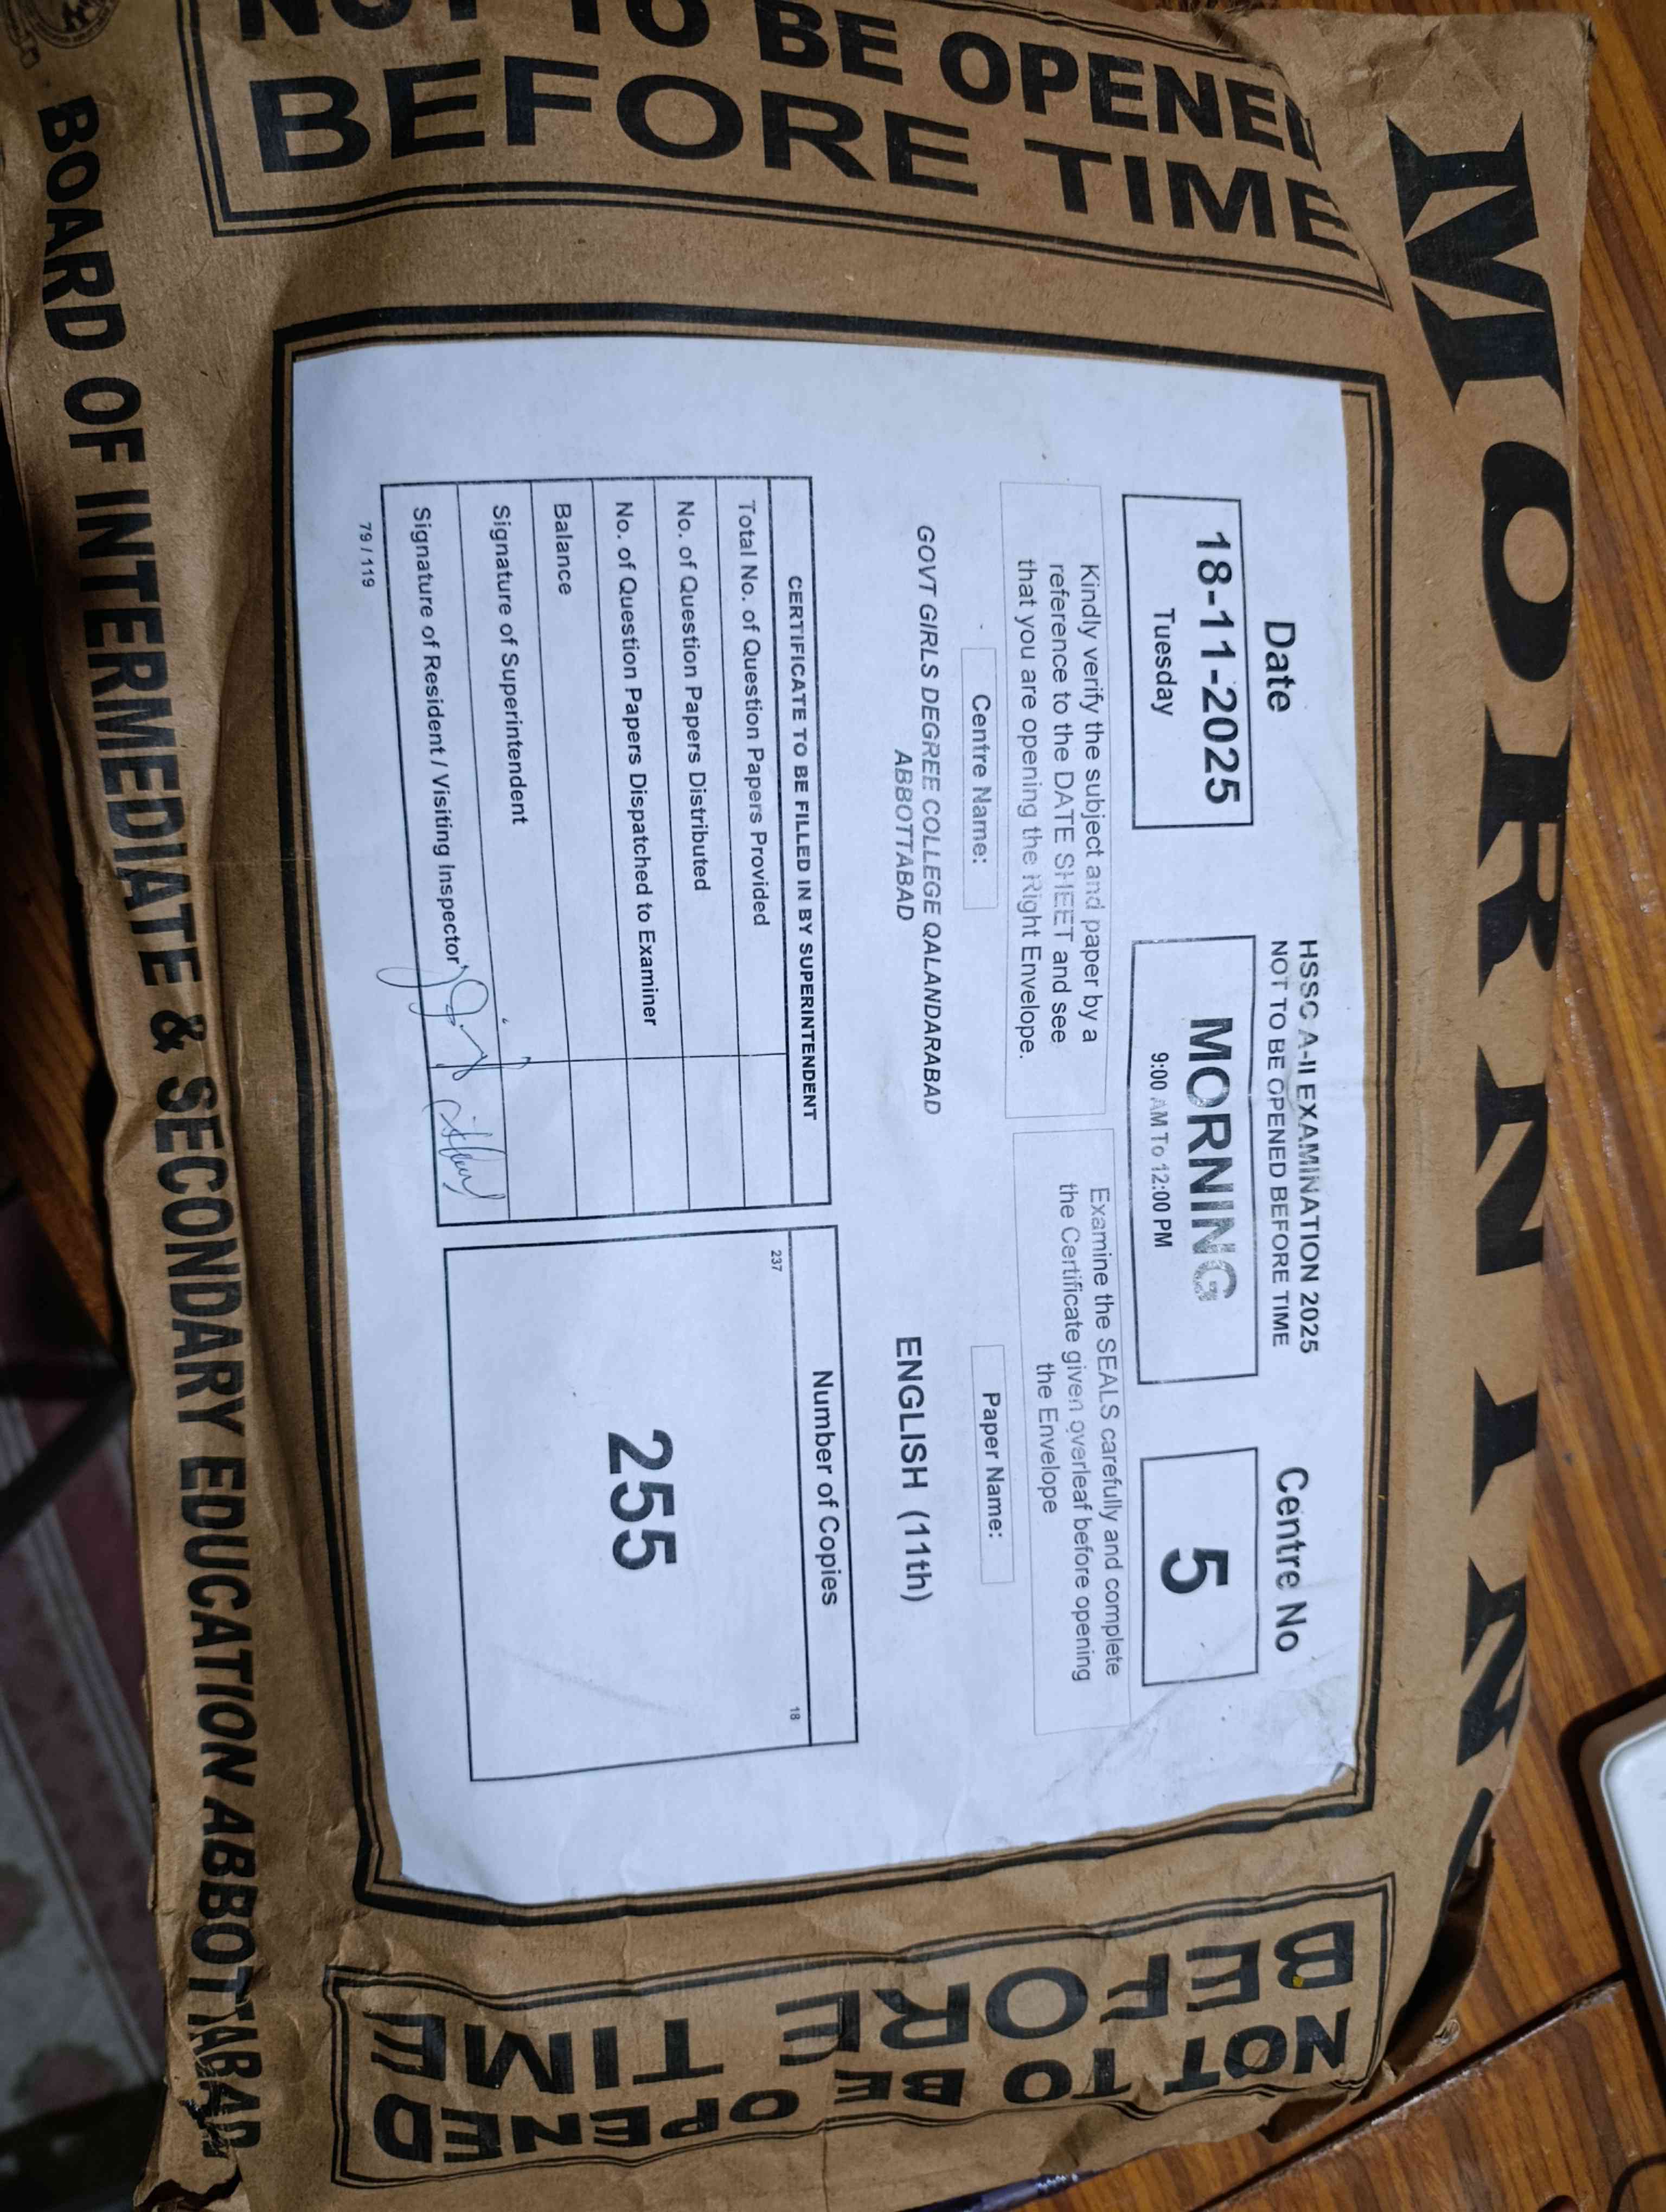 MORNING
NOT TO BE OPENED
BEFORE TIME
Date
18-11-2025
Tuesday
HSSC A-II EXAMINATION 2025
NOT TO BE OPENED BEFORE TIME
MORNING
9:00 AM To 12:00 PM
Centre No
5
Kindly verify the subject and paper by a
reference to the DATE SHEET and see
that you are opening the Right Envelope.
Examine the SEALS carefully and complete
the Certificate given overleaf before opening
the Envelope
Centre Name:
GOVT GIRLS DEGREE COLLEGE QALANDARABAD
ABBOTTABAD
Paper Name:
ENGLISH (11th)
CERTIFICATE TO BE FILLED IN BY SUPERINTENDENT
Total No. of Question Papers Provided
No. of Question Papers Distributed
No. of Question Papers Dispatched to Examiner
Balance
Signature of Superintendent
Signature of Resident / Visiting Inspector
79 / 119
Number of Copies
237
18
255
NOT TO BE OPENED
BEFORE TIME
BOARD OF INTERMEDIATE & SECONDARY EDUCATION ABBOTTABAD